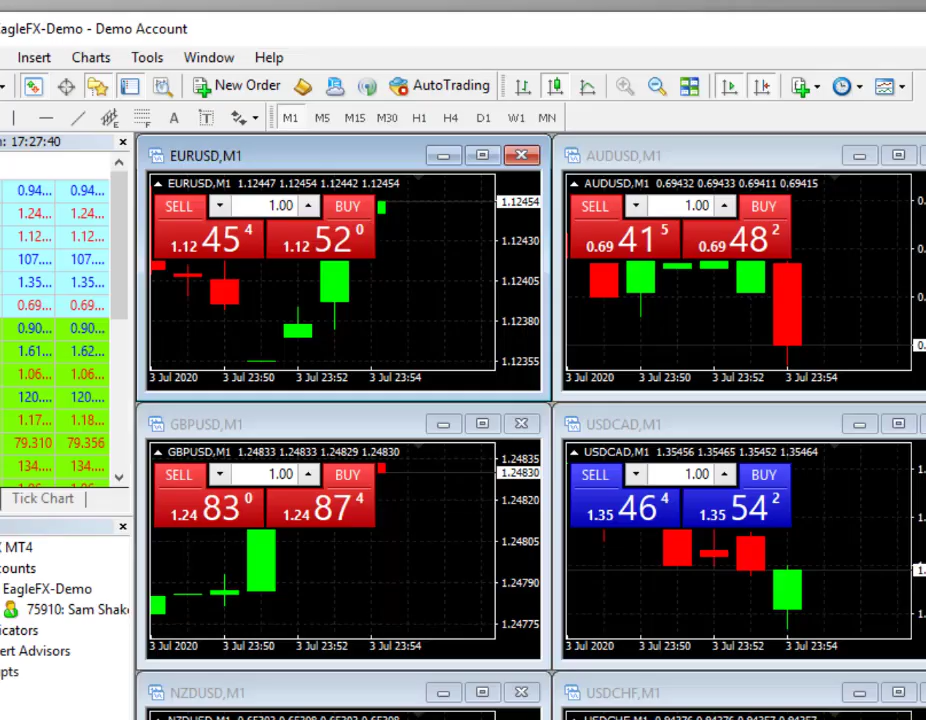 EagleFX-Demo - Demo Account
Insert Charts Tools Window Help
New Order AutoTrading
A T M1 M5 M15 M30 H1 H4 D1 W1 MN
: 17:27:40
0.94... 0.94...
1.24... 1.24...
1.12... 1.12...
107.... 107....
1.35... 1.35...
0.69... 0.69...
0.90... 0.90...
1.61... 1.62...
1.06... 1.06...
120.... 120....
1.17... 1.18...
79.310 79.356
134.... 134....
Tick Chart
X MT4
counts
EagleFX-Demo
75910: Sam Shak
icators
ert Advisors
ipts
EURUSD,M1
EURUSD,M1 1.12447 1.12454 1.12442 1.12454
SELL 1.00 BUY
1.12 45 4 1.12 52 0
1.12454
1.12430
1.12405
1.12380
1.12355
3 Jul 2020 3 Jul 23:50 3 Jul 23:52 3 Jul 23:54
AUDUSD,M1
AUDUSD,M1 0.69432 0.69433 0.69411 0.69415
SELL 1.00 BUY
0.69 41 5 0.69 48 2
3 Jul 2020 3 Jul 23:50 3 Jul 23:52 3 Jul 23:54
GBPUSD,M1
GBPUSD,M1 1.24833 1.24833 1.24829 1.24830
SELL 1.00 BUY
1.24 83 0 1.24 87 4
1.24835
1.24830
1.24820
1.24805
1.24790
1.24775
3 Jul 2020 3 Jul 23:50 3 Jul 23:52 3 Jul 23:54
USDCAD,M1
USDCAD,M1 1.35456 1.35465 1.35452 1.35464
SELL 1.00 BUY
1.35 46 4 1.35 54 2
3 Jul 2020 3 Jul 23:50 3 Jul 23:52 3 Jul 23:54
NZDUSD,M1
USDCHF,M1